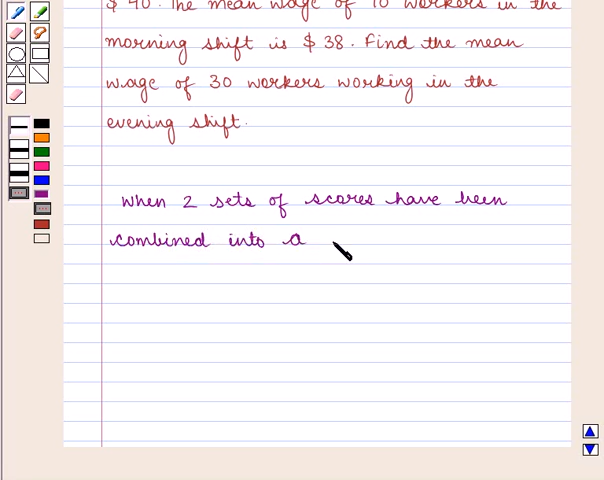 $ 40. The mean wage of 10 workers in the
morning shift is $ 38. Find the mean
wage of 30 workers working in the
evening shift.
When 2 sets of scores have been
combined into a